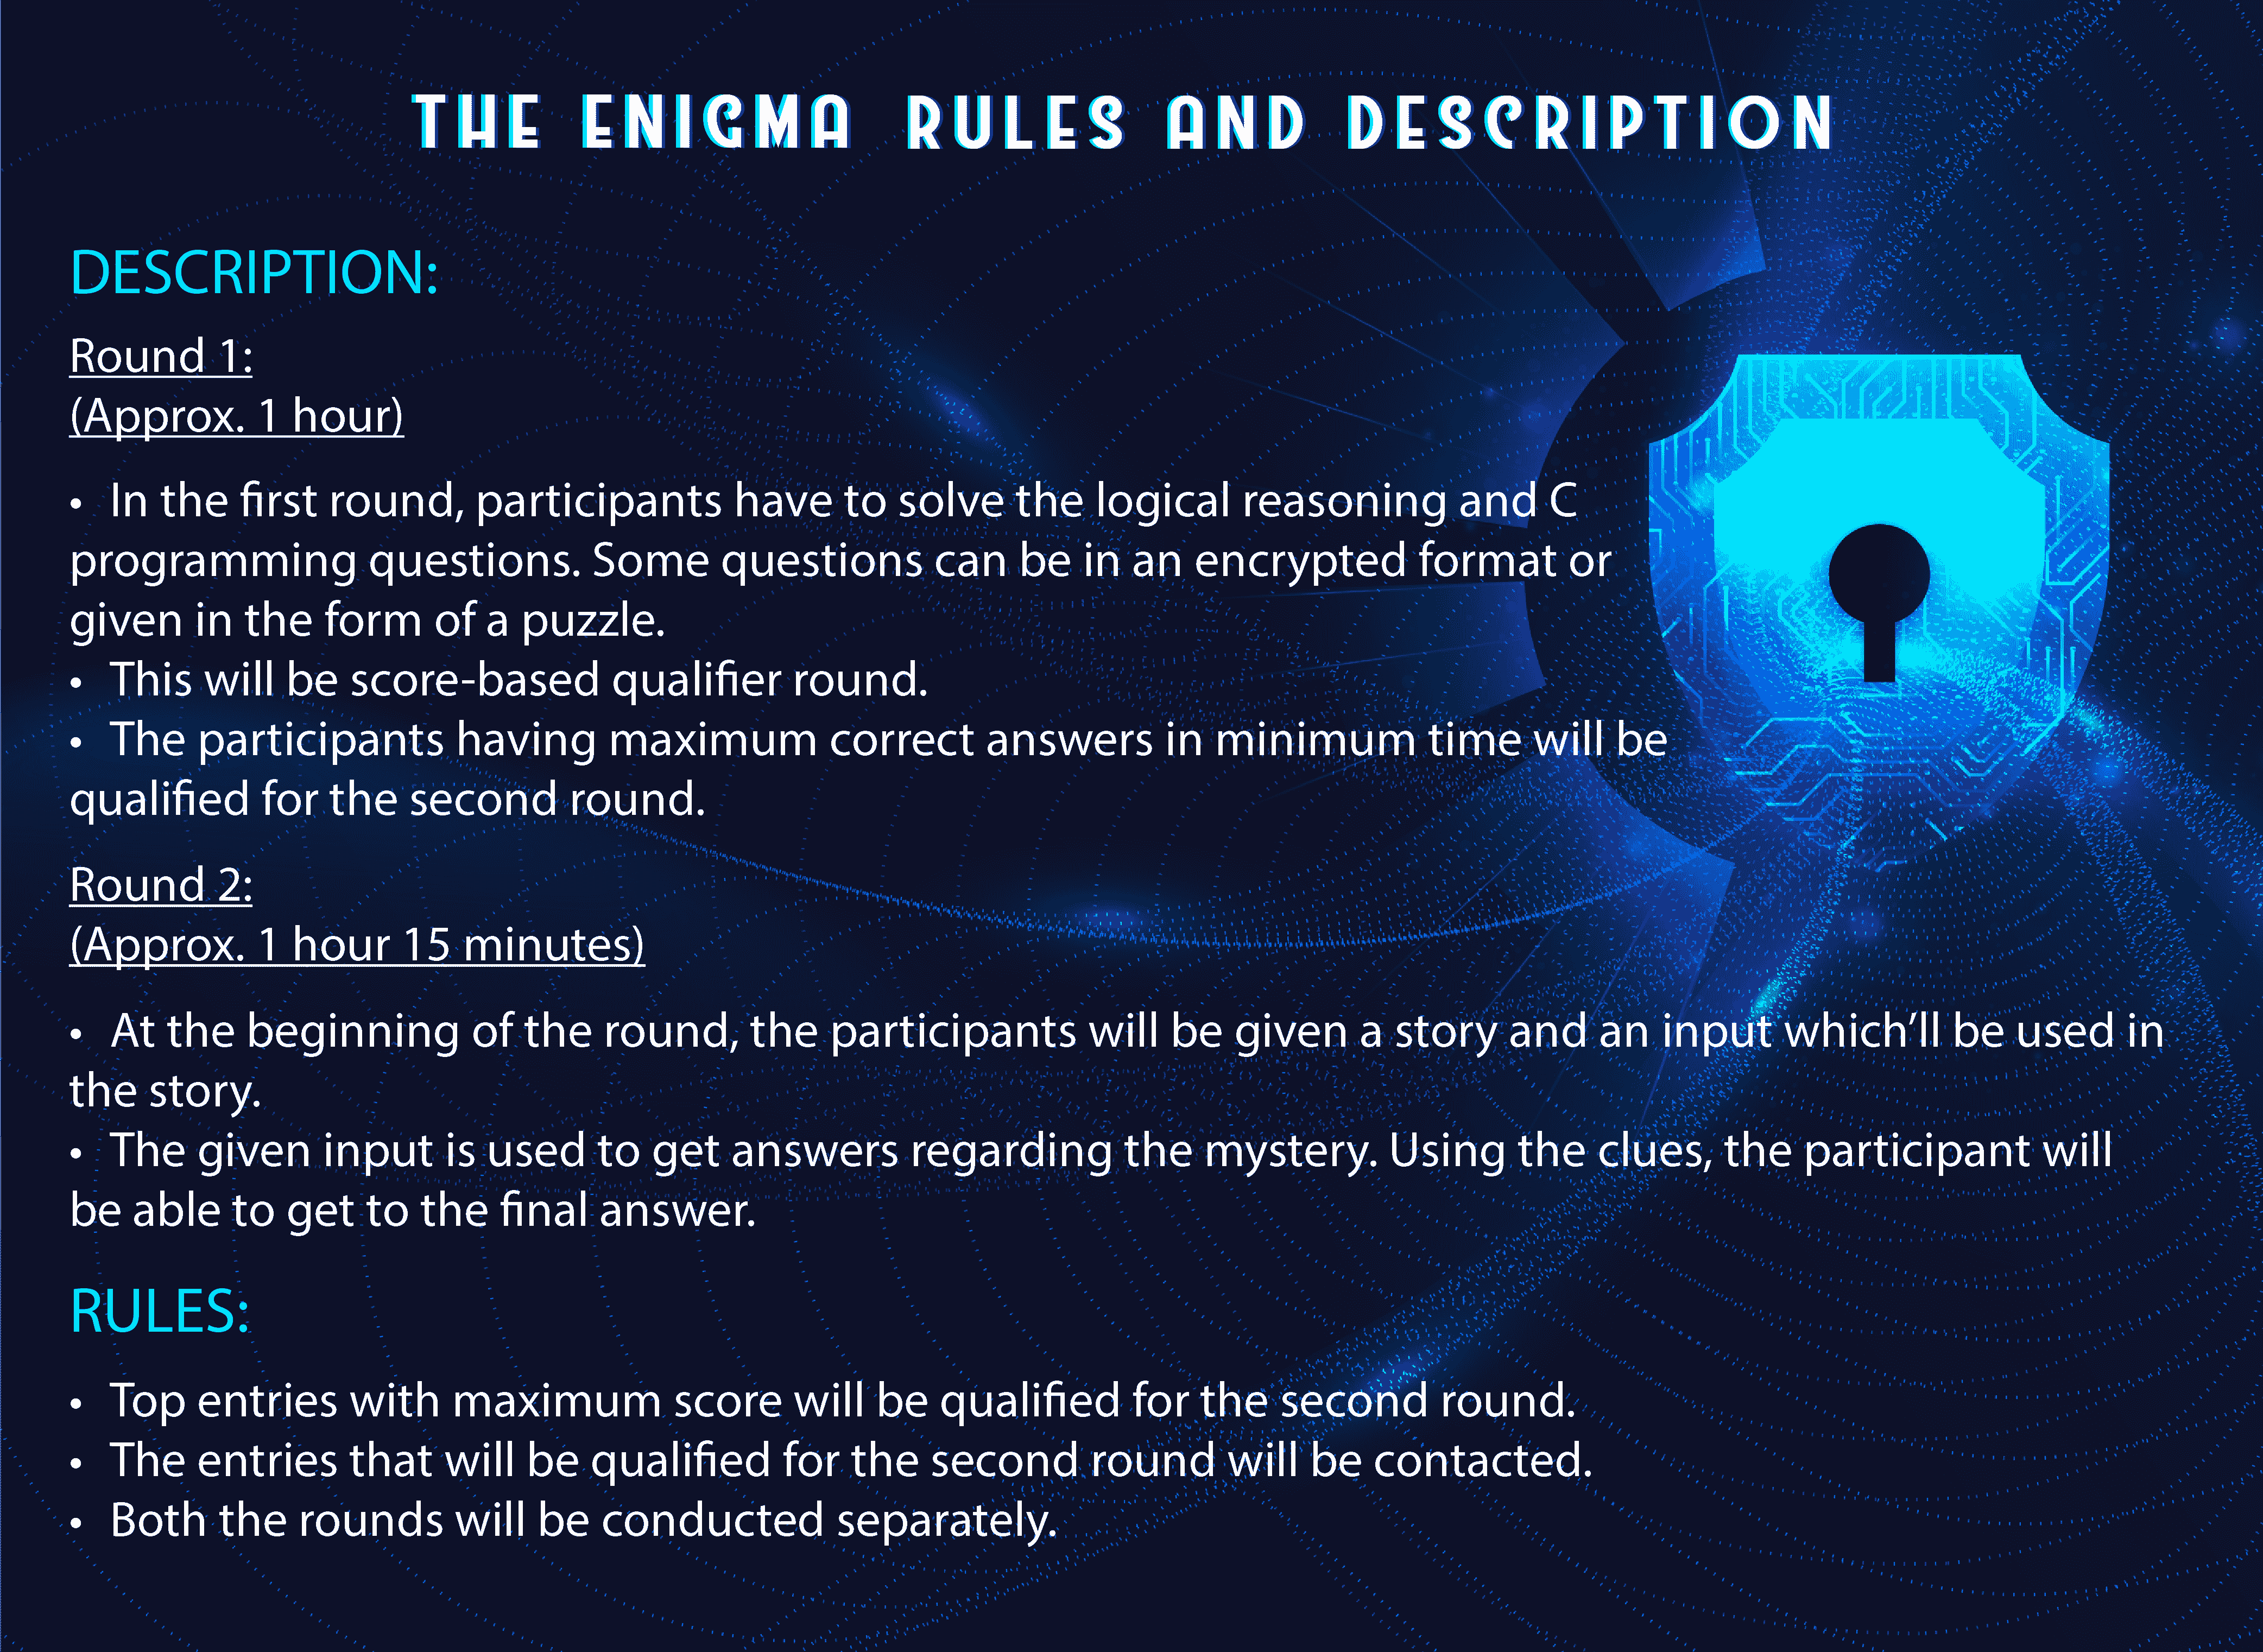 THE ENIGMA RULES AND DESCRIPTION
DESCRIPTION:
Round 1:
(Approx. 1 hour)
• In the first round, participants have to solve the logical reasoning and C
programming questions. Some questions can be in an encrypted format or
given in the form of a puzzle.
• This will be score-based qualifier round.
• The participants having maximum correct answers in minimum time will be
qualified for the second round.
Round 2:
(Approx. 1 hour 15 minutes)
• At the beginning of the round, the participants will be given a story and an input which’ll be used in
the story.
• The given input is used to get answers regarding the mystery. Using the clues, the participant will
be able to get to the final answer.
RULES:
• Top entries with maximum score will be qualified for the second round.
• The entries that will be qualified for the second round will be contacted.
• Both the rounds will be conducted separately.